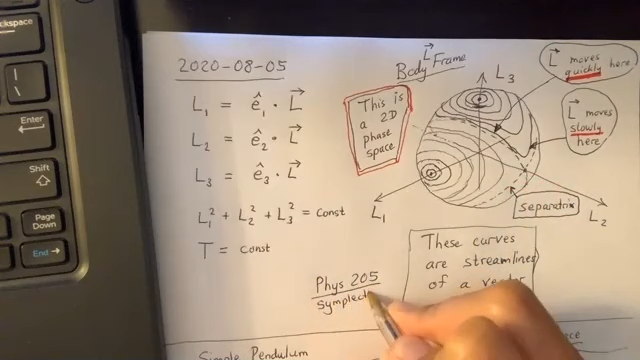 2020-08-05
L₁ = ê₁ · L⃗
L₂ = ê₂ · L⃗
L₃ = ê₃ · L⃗
L₁² + L₂² + L₃² = const
T = const
L⃗
Body Frame
This is
a 2D
phase
space
L₃
L₁
L₂
L⃗ moves
quickly here
L⃗ moves
slowly
here
separatrix
These curves
are streamlines
of a vector
Phys 205
Simple Pendulum
\
Enter
Shift
Page
Down
End